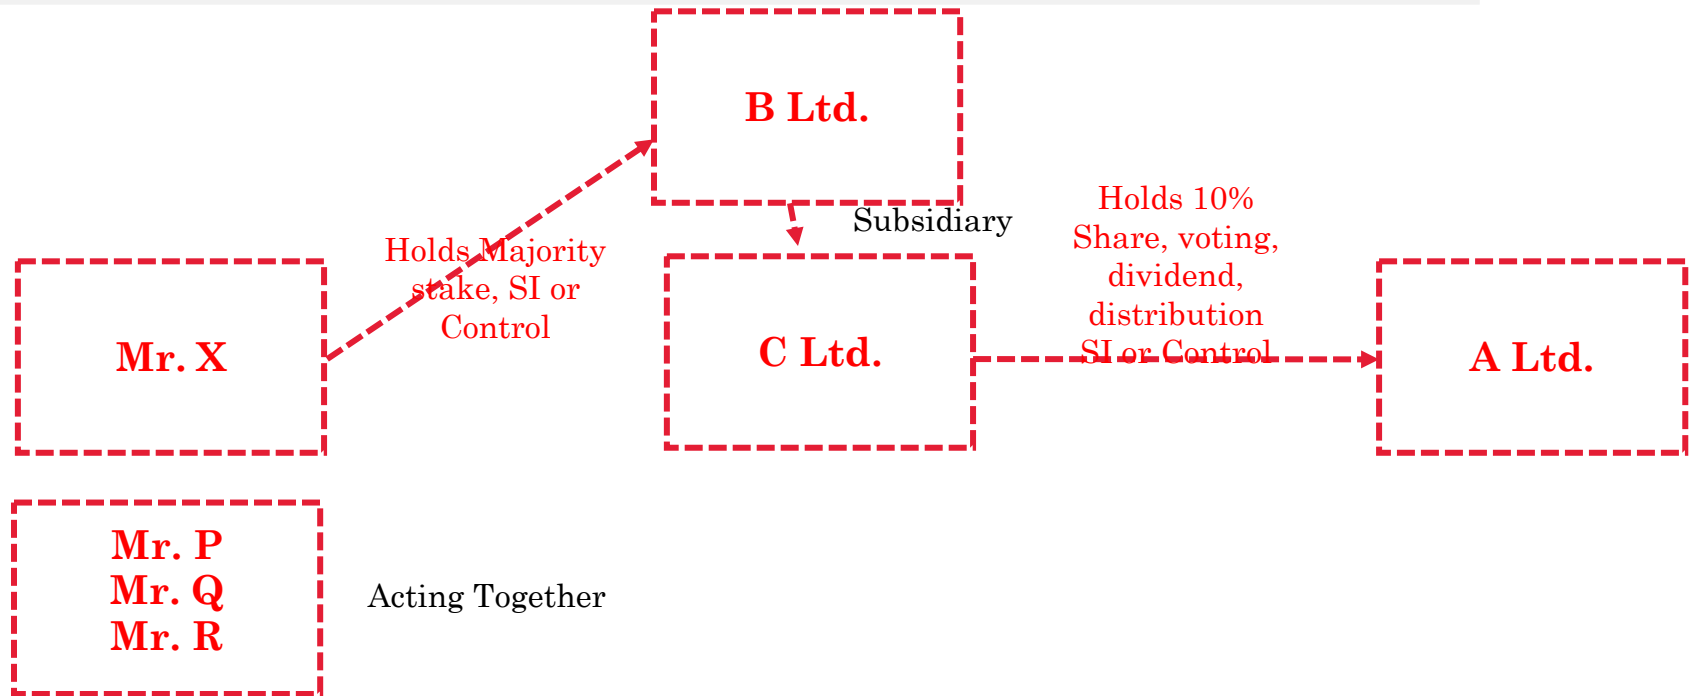 B Ltd.
Subsidiary
Holds Majority
stake, SI or
Control
Holds 10%
Share, voting,
dividend,
distribution
SI or Control
Mr. X
C Ltd.
A Ltd.
Mr. P
Mr. Q
Mr. R
Acting Together